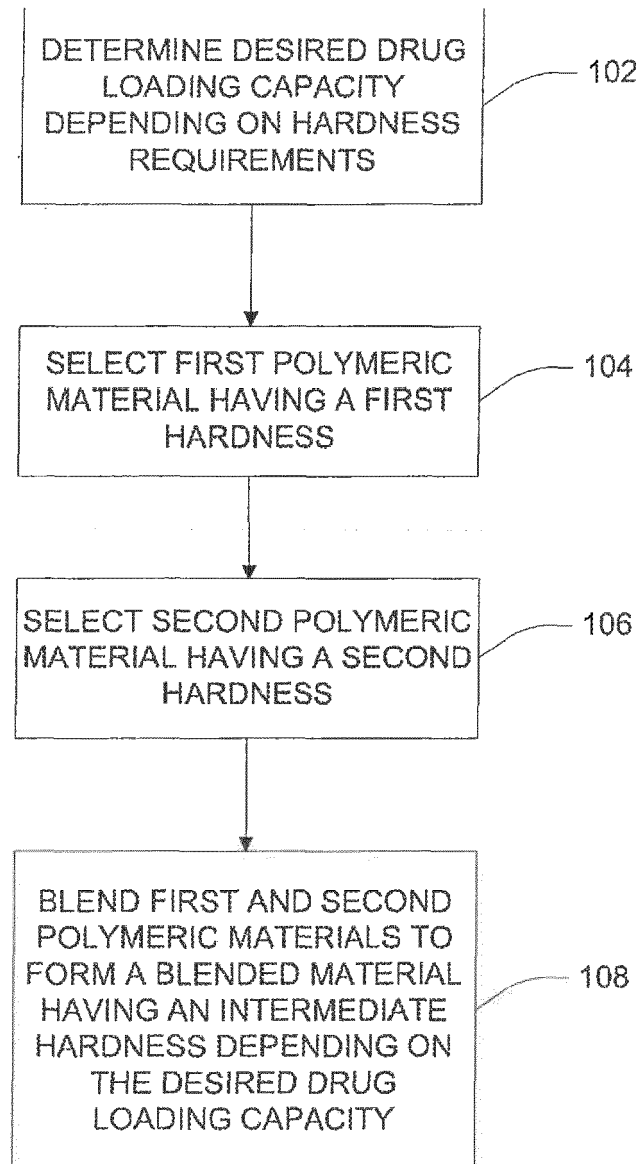 DETERMINE DESIRED DRUG
LOADING CAPACITY
DEPENDING ON HARDNESS
REQUIREMENTS
102
SELECT FIRST POLYMERIC
MATERIAL HAVING A FIRST
HARDNESS
104
SELECT SECOND POLYMERIC
MATERIAL HAVING A SECOND
HARDNESS
106
BLEND FIRST AND SECOND
POLYMERIC MATERIALS TO
FORM A BLENDED MATERIAL
HAVING AN INTERMEDIATE
HARDNESS DEPENDING ON
THE DESIRED DRUG
LOADING CAPACITY
108